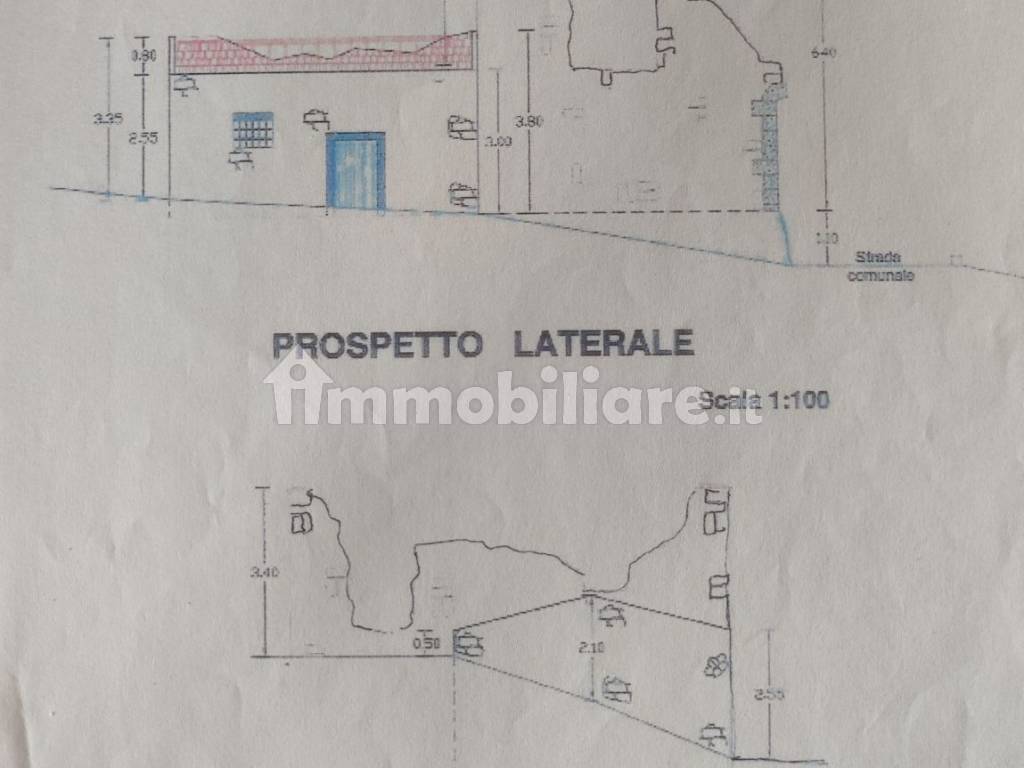 0.80
3.35
2.55
3.00
3.80
6.40
1.10
Strada
comunale
PROSPETTO LATERALE
immobiliare.it
Scala 1:100
3.40
0.50
2.10
2.55